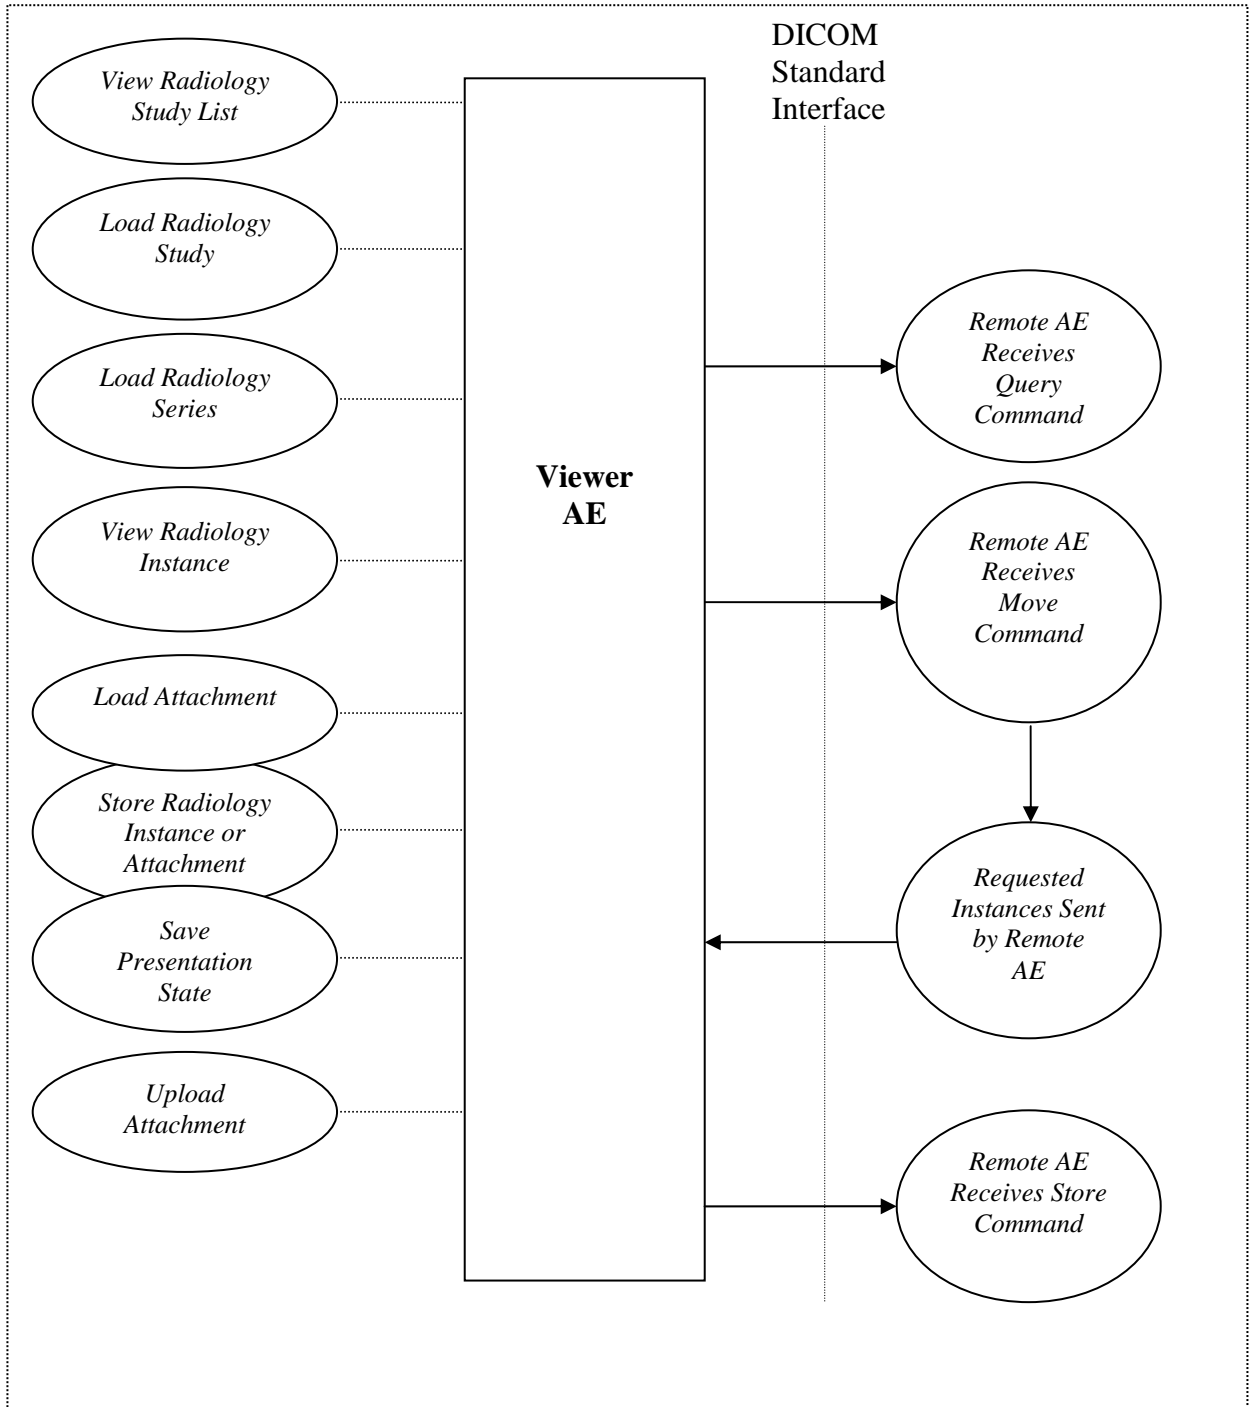 DICOM
Standard
Interface
View Radiology
Study List
Load Radiology
Study
Load Radiology
Series
View Radiology
Instance
Load Attachment
Store Radiology
Instance or
Attachment
Save
Presentation
State
Upload
Attachment
Viewer
AE
Remote AE
Receives
Query
Command
Remote AE
Receives
Move
Command
Requested
Instances Sent
by Remote
AE
Remote AE
Receives Store
Command